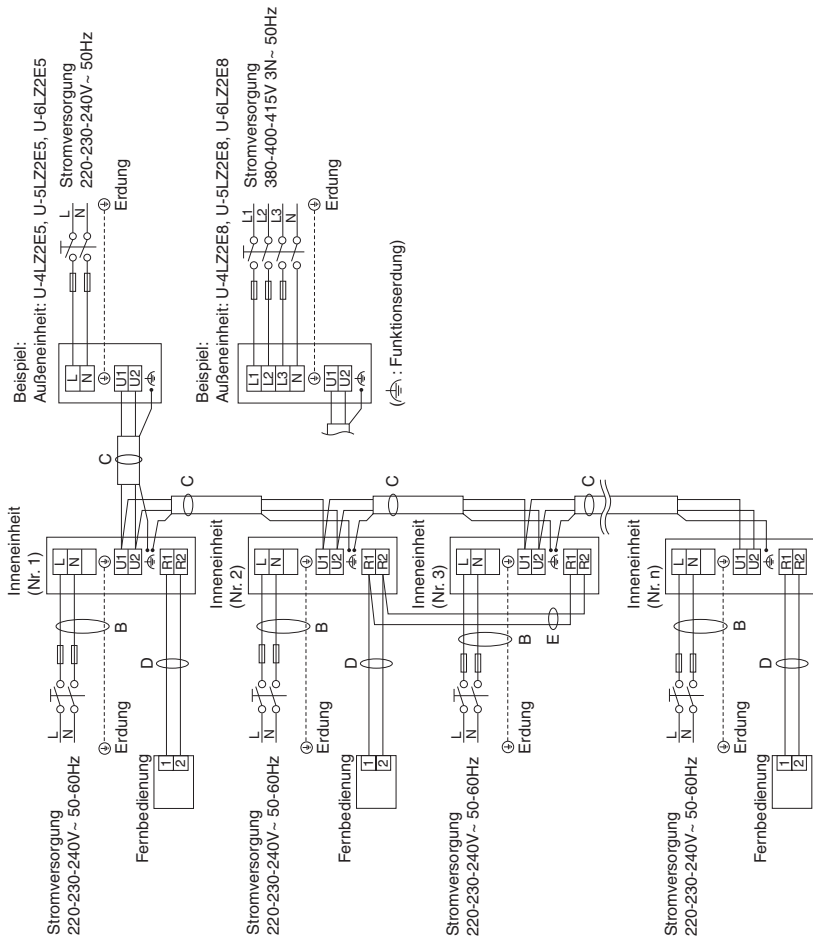 Beispiel:
Außeneinheit: U-4LZ2E5, U-5LZ2E5, U-6LZ2E5
Stromversorgung
220-230-240V~ 50Hz
L
N
Erdung
L
N
U1
U2
C
Beispiel:
Außeneinheit: U-4LZ2E8, U-5LZ2E8, U-6LZ2E8
Stromversorgung
380-400-415V 3N~ 50Hz
L1
L2
L3
N
Erdung
L1
L2
L3
N
U1
U2
( : Funktionserdung)
Inneneinheit
(Nr. 1)
L
N
U1
U2
R1
R2
B
D
C
L
N
Erdung
Stromversorgung
220-230-240V~ 50-60Hz
Fernbedienung
1
2
Inneneinheit
(Nr. 2)
L
N
U1
U2
R1
R2
B
D
C
L
N
Erdung
Stromversorgung
220-230-240V~ 50-60Hz
Fernbedienung
1
2
Inneneinheit
(Nr. 3)
L
N
U1
U2
R1
R2
B
E
C
L
N
Erdung
Stromversorgung
220-230-240V~ 50-60Hz
Inneneinheit
(Nr. n)
L
N
U1
U2
R1
R2
B
D
L
N
Erdung
Stromversorgung
220-230-240V~ 50-60Hz
Fernbedienung
1
2